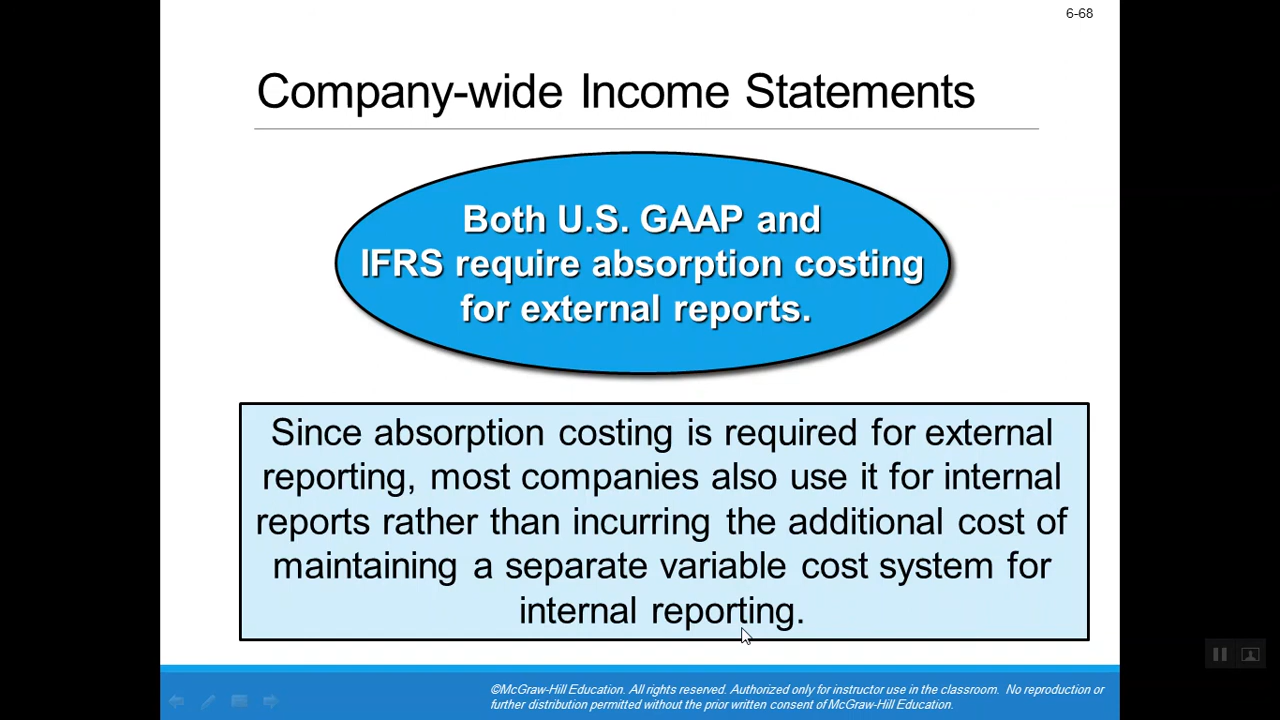 6-68
Company-wide Income Statements
Both U.S. GAAP and
IFRS require absorption costing
for external reports.
Since absorption costing is required for external
reporting, most companies also use it for internal
reports rather than incurring the additional cost of
maintaining a separate variable cost system for
internal reporting.
©McGraw-Hill Education. All rights reserved. Authorized only for instructor use in the classroom. No reproduction or
further distribution permitted without the prior written consent of McGraw-Hill Education.